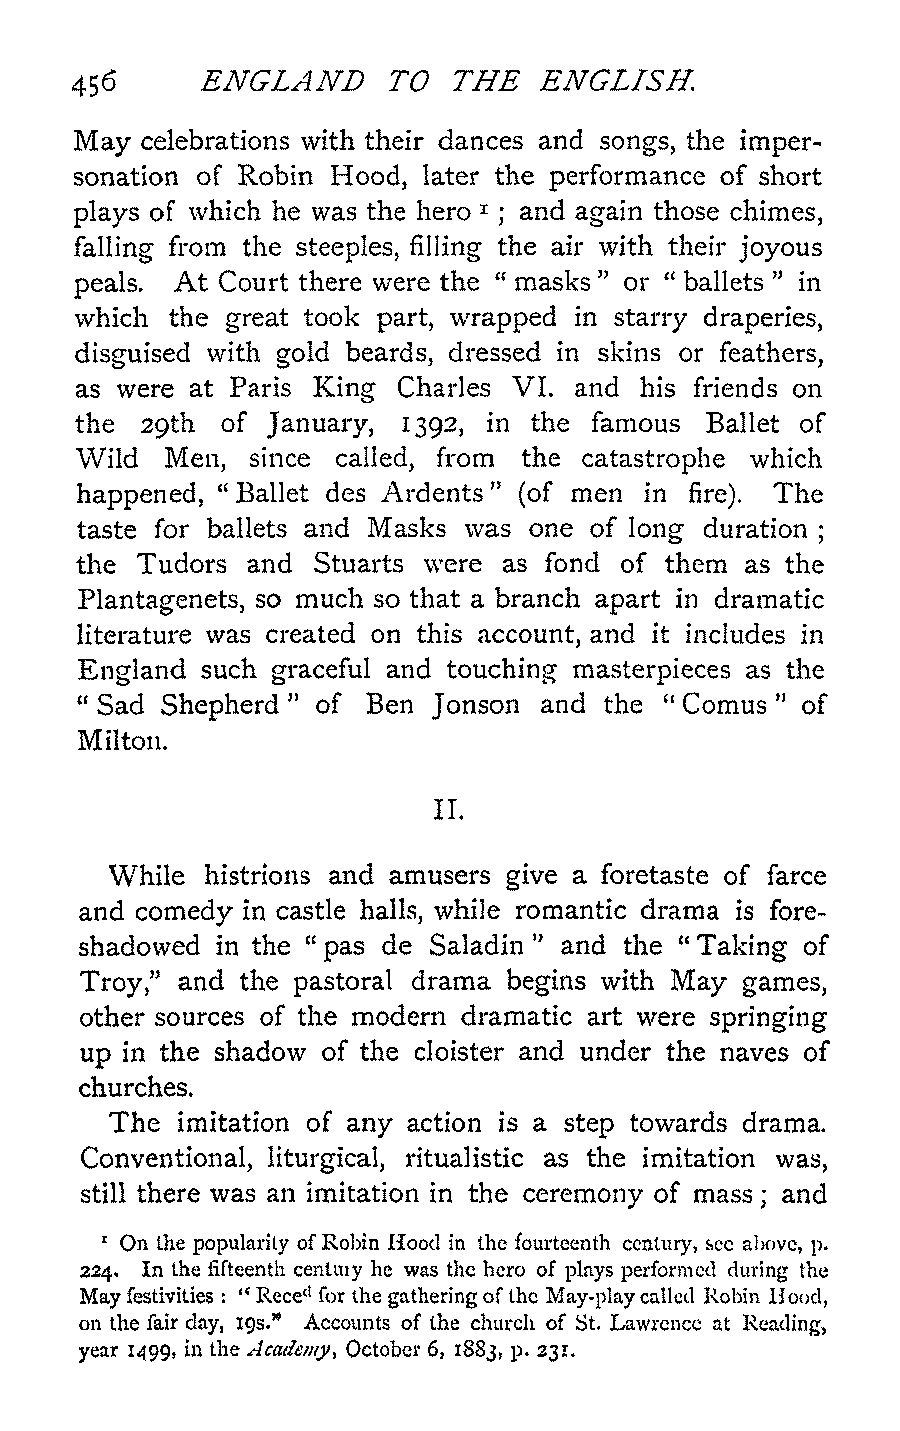 456 ENGLAND TO THE ENGLISH.
May celebrations with their dances and songs, the imper-
sonation of Robin Hood, later the performance of short
plays of which he was the hero ¹ ; and again those chimes,
falling from the steeples, filling the air with their joyous
peals. At Court there were the “ masks ” or “ ballets ” in
which the great took part, wrapped in starry draperies,
disguised with gold beards, dressed in skins or feathers,
as were at Paris King Charles VI. and his friends on
the 29th of January, 1392, in the famous Ballet of
Wild Men, since called, from the catastrophe which
happened, “ Ballet des Ardents ” (of men in fire). The
taste for ballets and Masks was one of long duration ;
the Tudors and Stuarts were as fond of them as the
Plantagenets, so much so that a branch apart in dramatic
literature was created on this account, and it includes in
England such graceful and touching masterpieces as the
“ Sad Shepherd ” of Ben Jonson and the “ Comus ” of
Milton.
II.
While histrions and amusers give a foretaste of farce
and comedy in castle halls, while romantic drama is fore-
shadowed in the “ pas de Saladin ” and the “ Taking of
Troy,” and the pastoral drama begins with May games,
other sources of the modern dramatic art were springing
up in the shadow of the cloister and under the naves of
churches.
The imitation of any action is a step towards drama.
Conventional, liturgical, ritualistic as the imitation was,
still there was an imitation in the ceremony of mass ; and
¹ On the popularity of Robin Hood in the fourteenth century, see above, p.
224. In the fifteenth century he was the hero of plays performed during the
May festivities : “ Receᵈ for the gathering of the May-play called Robin Hood,
on the fair day, 19s.” Accounts of the church of St. Lawrence at Reading,
year 1499, in the Academy, October 6, 1883, p. 231.